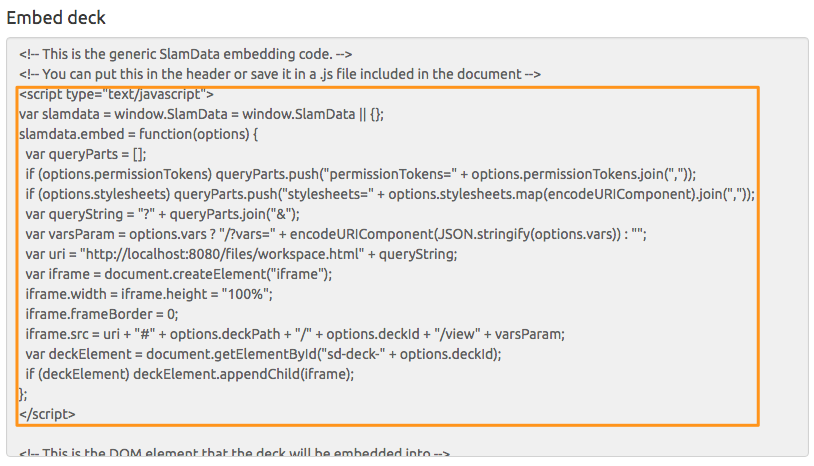 Embed deck
<!-- This is the generic SlamData embedding code. -->
<!-- You can put this in the header or save it in a .js file included in the document -->
<script type="text/javascript">
var slamdata = window.SlamData = window.SlamData || {};
slamdata.embed = function(options) {
  var queryParts = [];
  if (options.permissionTokens) queryParts.push("permissionTokens=" + options.permissionTokens.join(","));
  if (options.stylesheets) queryParts.push("stylesheets=" + options.stylesheets.map(encodeURIComponent).join(","));
  var queryString = "?" + queryParts.join("&");
  var varsParam = options.vars ? "/?vars=" + encodeURIComponent(JSON.stringify(options.vars)) : "";
  var uri = "http://localhost:8080/files/workspace.html" + queryString;
  var iframe = document.createElement("iframe");
  iframe.width = iframe.height = "100%";
  iframe.frameBorder = 0;
  iframe.src = uri + "#" + options.deckPath + "/" + options.deckId + "/view" + varsParam;
  var deckElement = document.getElementById("sd-deck-" + options.deckId);
  if (deckElement) deckElement.appendChild(iframe);
};
</script>
<!-- This is the DOM element that the deck will be embedded into -->